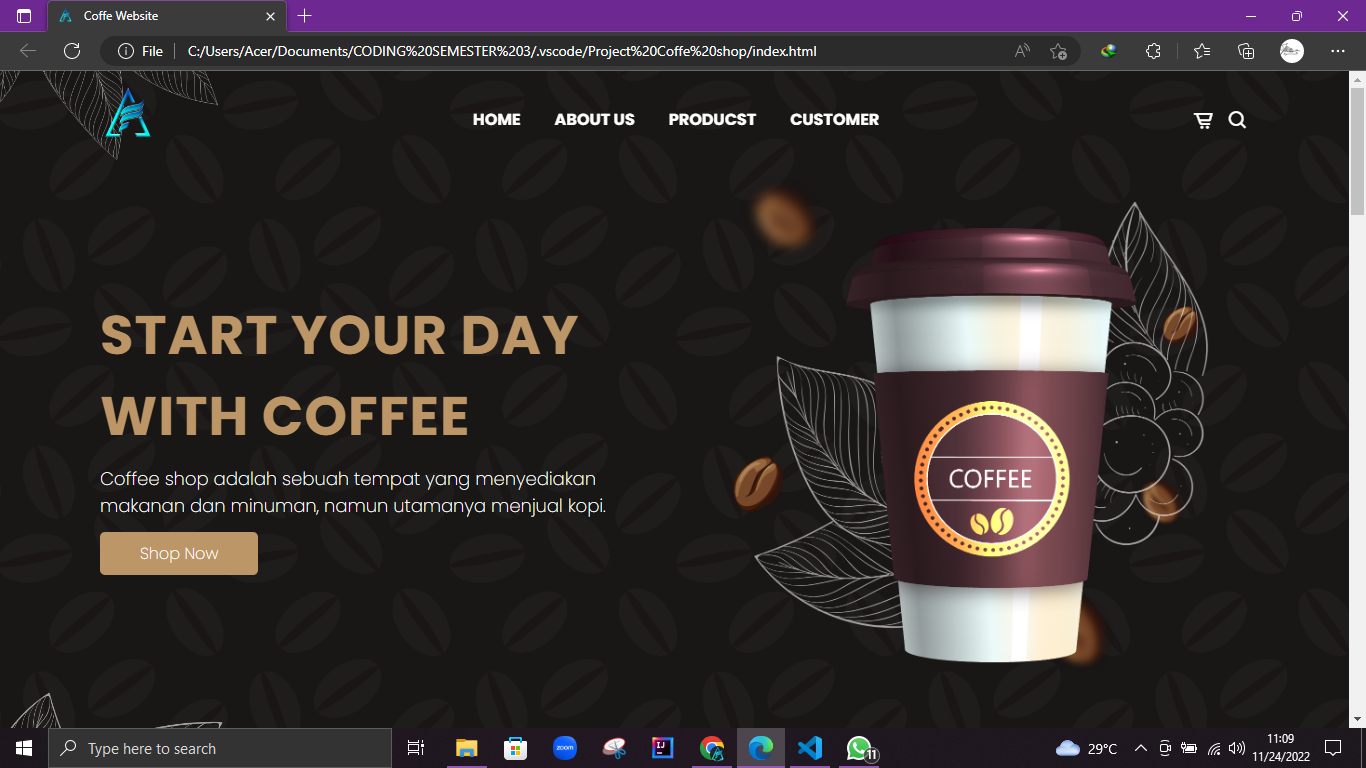 Coffe Website
File
C:/Users/Acer/Documents/CODING%20SEMESTER%203/.vscode/Project%20Coffe%20shop/index.html
HOME ABOUT US PRODUCST CUSTOMER
START YOUR DAY
WITH COFFEE
Coffee shop adalah sebuah tempat yang menyediakan
makanan dan minuman, namun utamanya menjual kopi.
Shop Now
COFFEE
Type here to search
zoom
IJ
11
29°C
11:09
11/24/2022